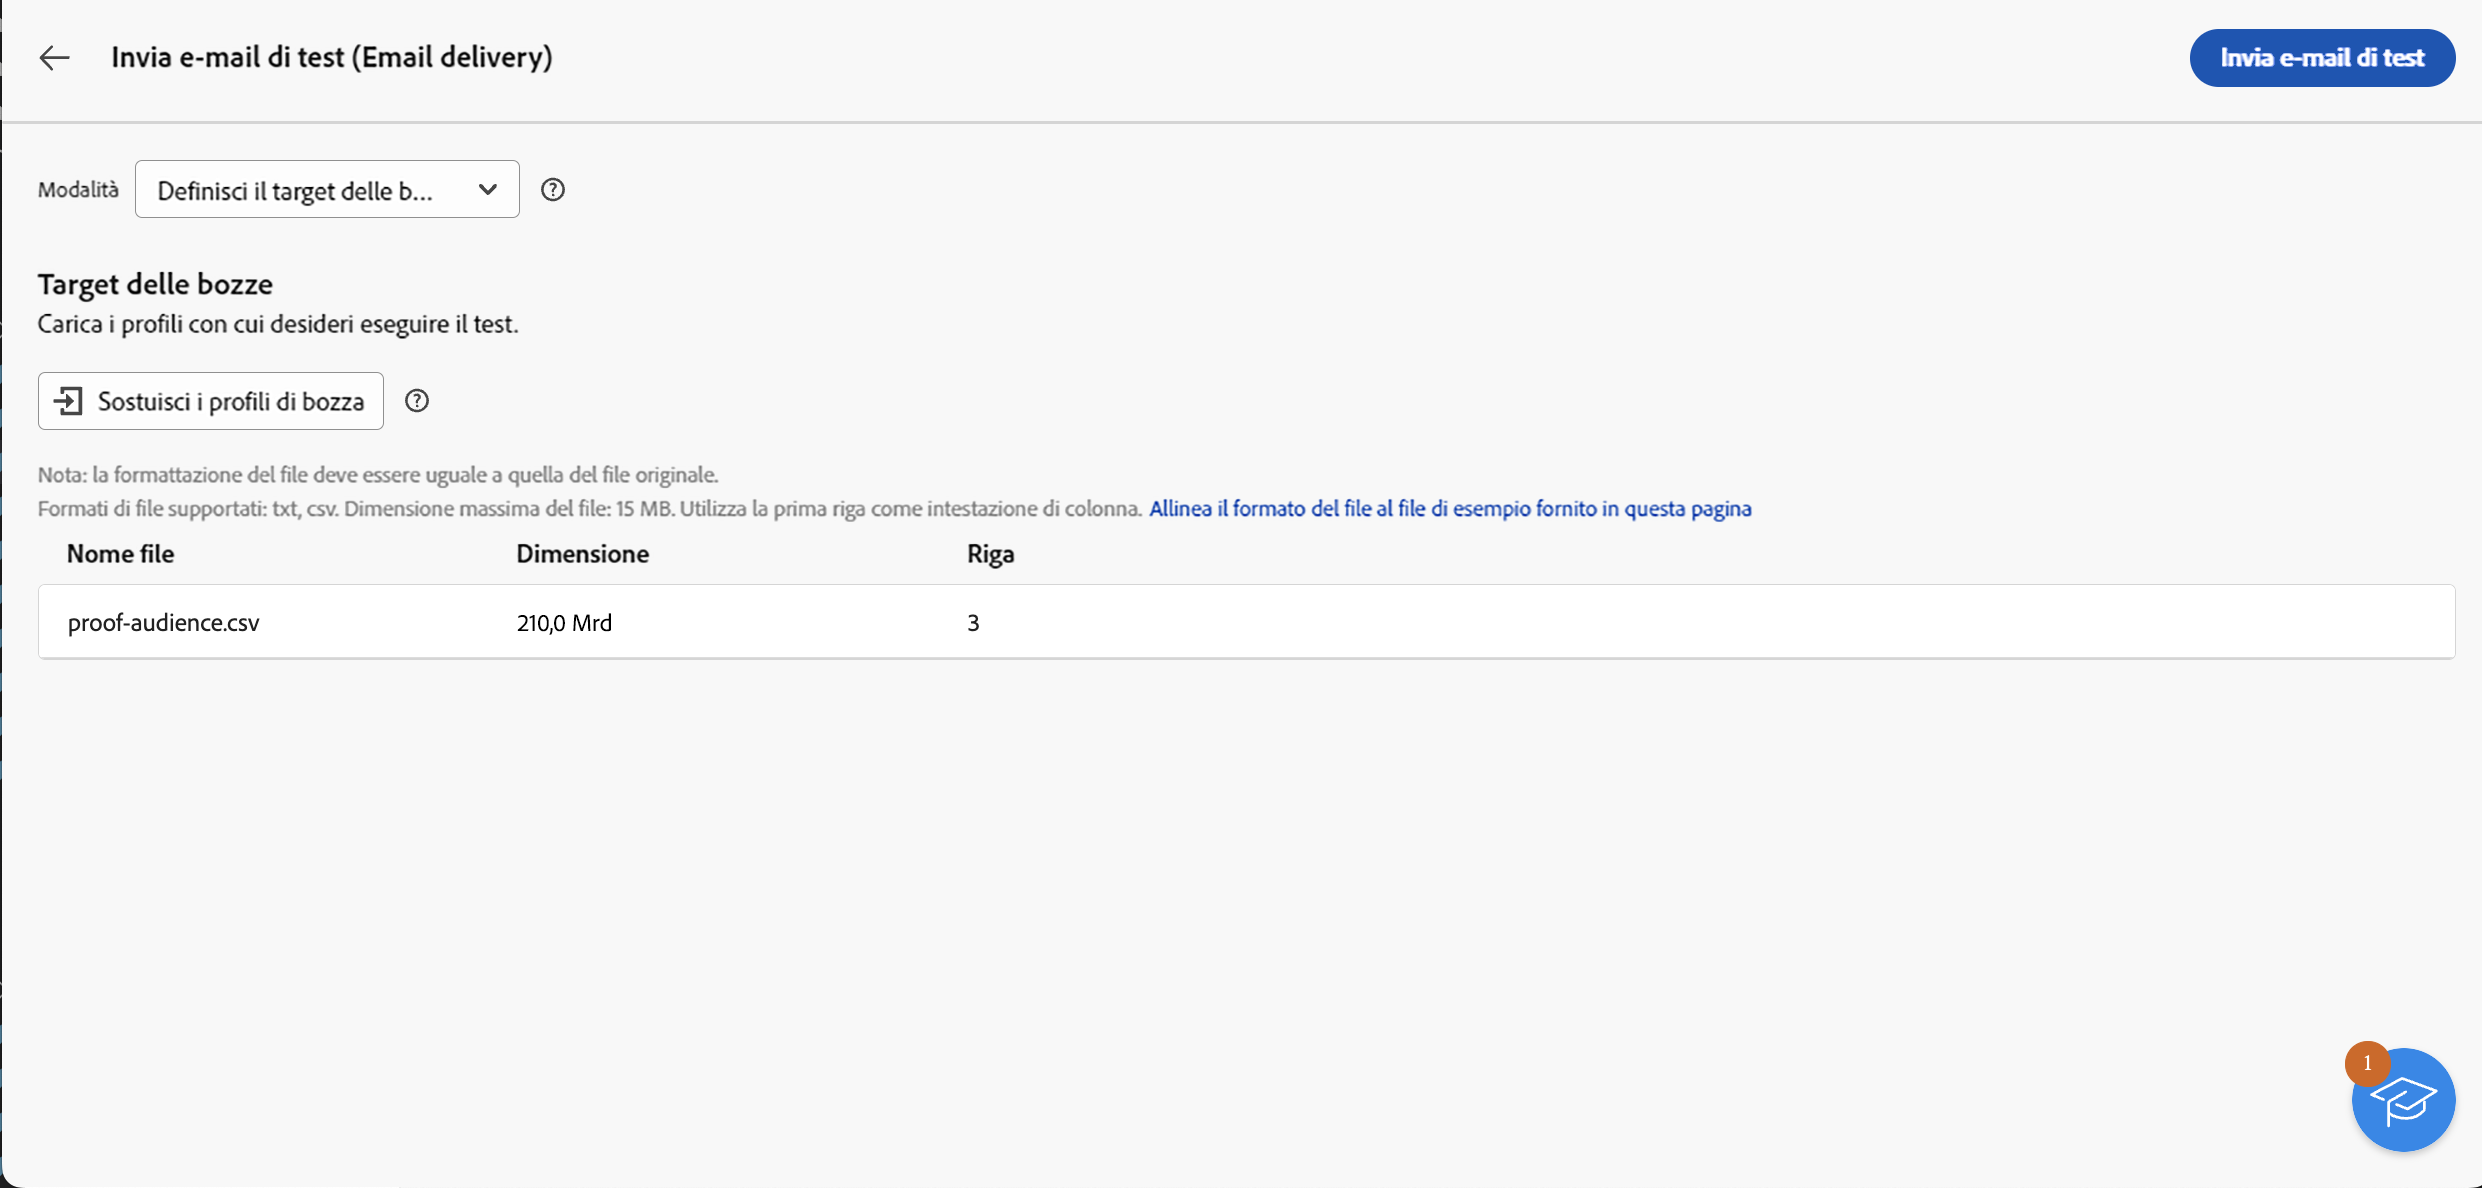 Invia e-mail di test (Email delivery)
Invia e-mail di test
Modalità
Definisci il target delle b...
Target delle bozze
Carica i profili con cui desideri eseguire il test.
Sostuisci i profili di bozza
Nota: la formattazione del file deve essere uguale a quella del file originale.
Formati di file supportati: txt, csv. Dimensione massima del file: 15 MB. Utilizza la prima riga come intestazione di colonna. Allinea il formato del file al file di esempio fornito in questa pagina
Nome file Dimensione Riga
proof-audience.csv 210,0 Mrd 3
1